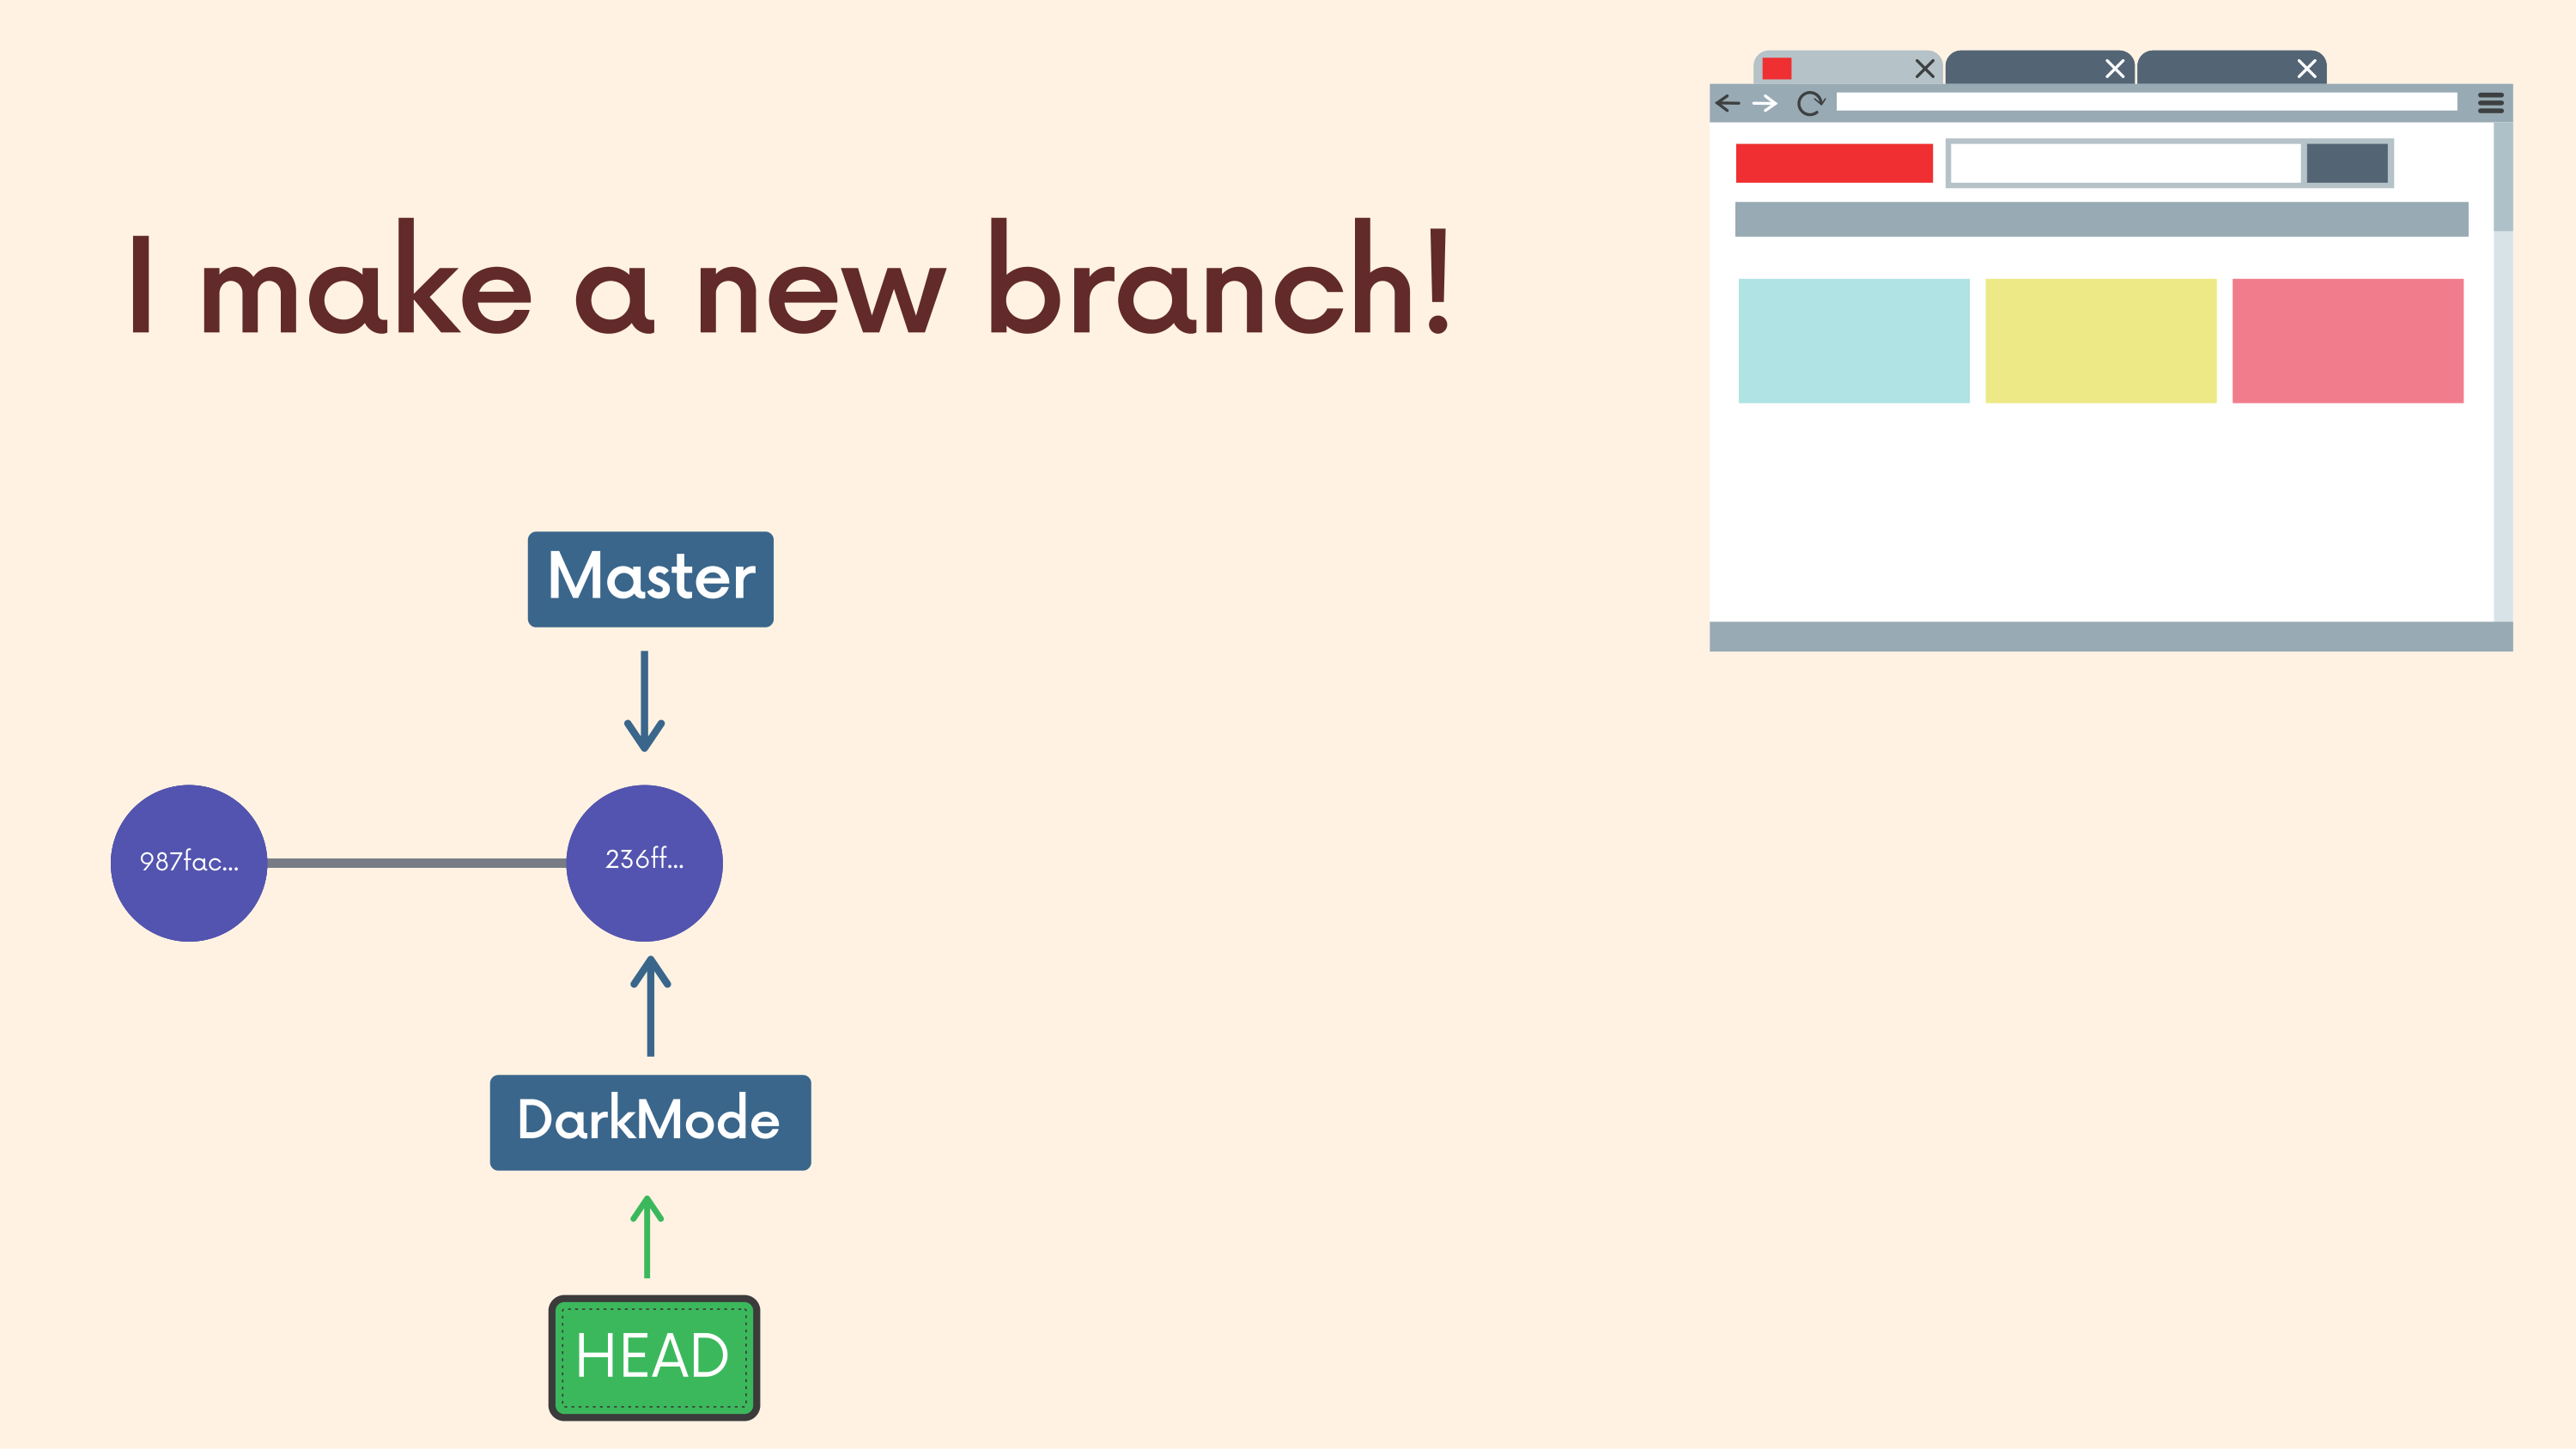 I make a new branch!
Master
987fac...
236ff...
DarkMode
HEAD